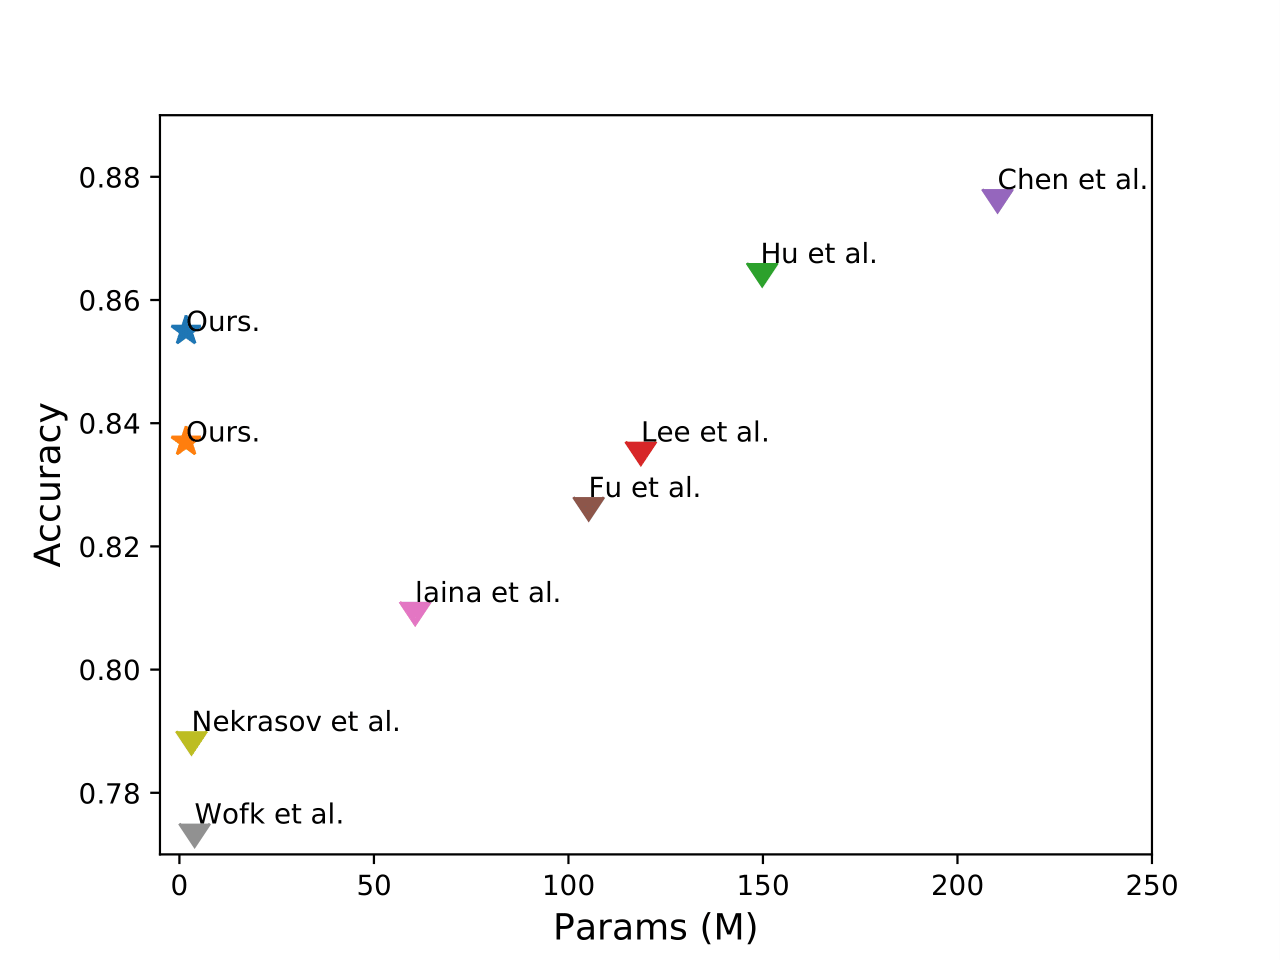 0.88
Chen et al.
Hu et al.
0.86
Ours.
0.84
Ours.
Lee et al.
Fu et al.
0.82
laina et al.
0.80
Nekrasov et al.
0.78
Wofk et al.
Accuracy
0 50 100 150 200 250
Params (M)